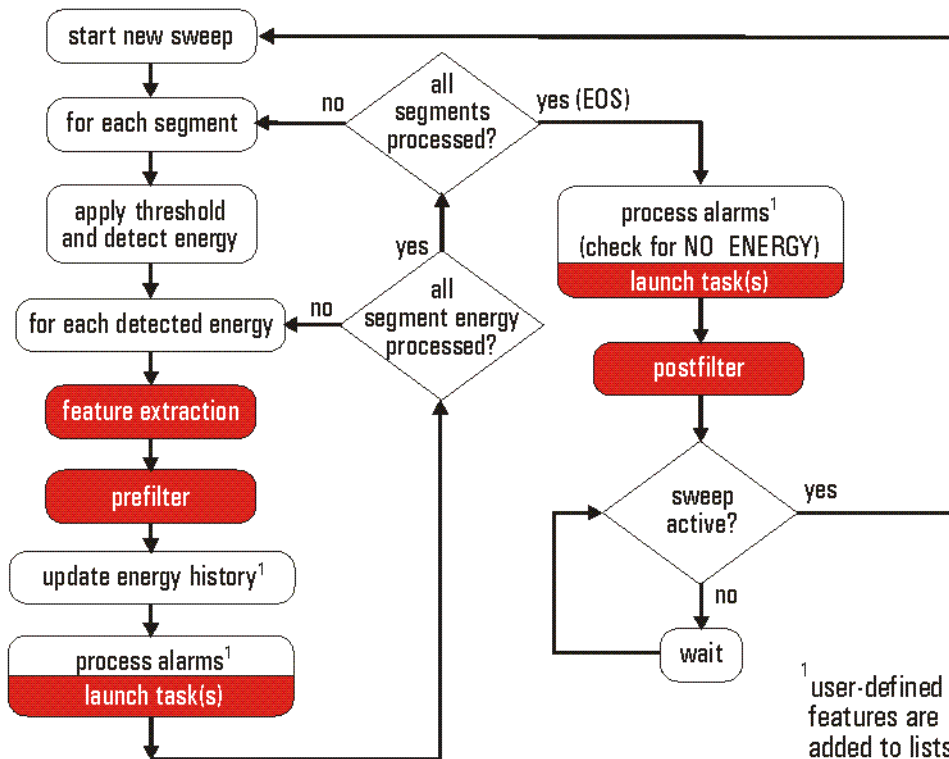 start new sweep
for each segment
apply threshold
and detect energy
for each detected energy
feature extraction
prefilter
update energy history¹
process alarms¹
launch task(s)
all
segment energy
processed?
no
yes
all
segments
processed?
no
yes (EOS)
process alarms¹
(check for NO ENERGY)
launch task(s)
postfilter
sweep
active?
yes
no
wait
¹ user-defined
features are
added to lists